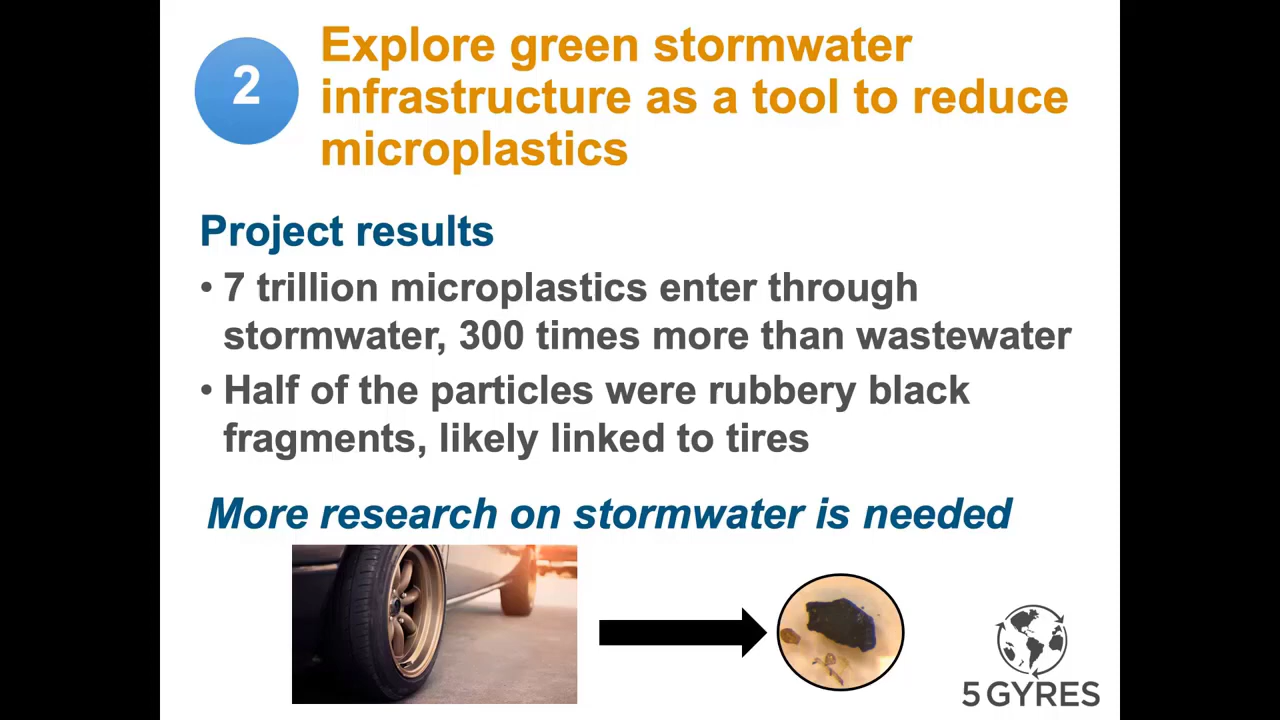 2
Explore green stormwater
infrastructure as a tool to reduce
microplastics
Project results
• 7 trillion microplastics enter through
stormwater, 300 times more than wastewater
• Half of the particles were rubbery black
fragments, likely linked to tires
More research on stormwater is needed
5 GYRES